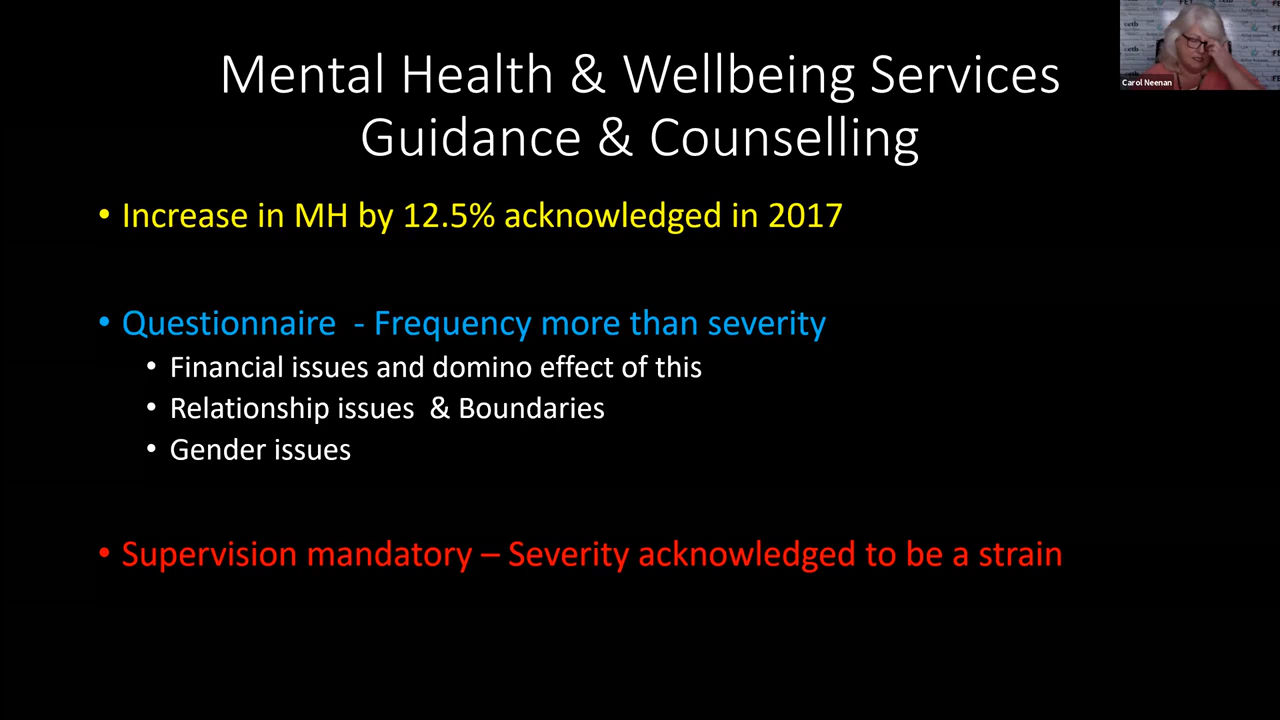 Mental Health & Wellbeing Services
Guidance & Counselling
• Increase in MH by 12.5% acknowledged in 2017
• Questionnaire - Frequency more than severity
• Financial issues and domino effect of this
• Relationship issues & Boundaries
• Gender issues
• Supervision mandatory – Severity acknowledged to be a strain
Carol Neenan